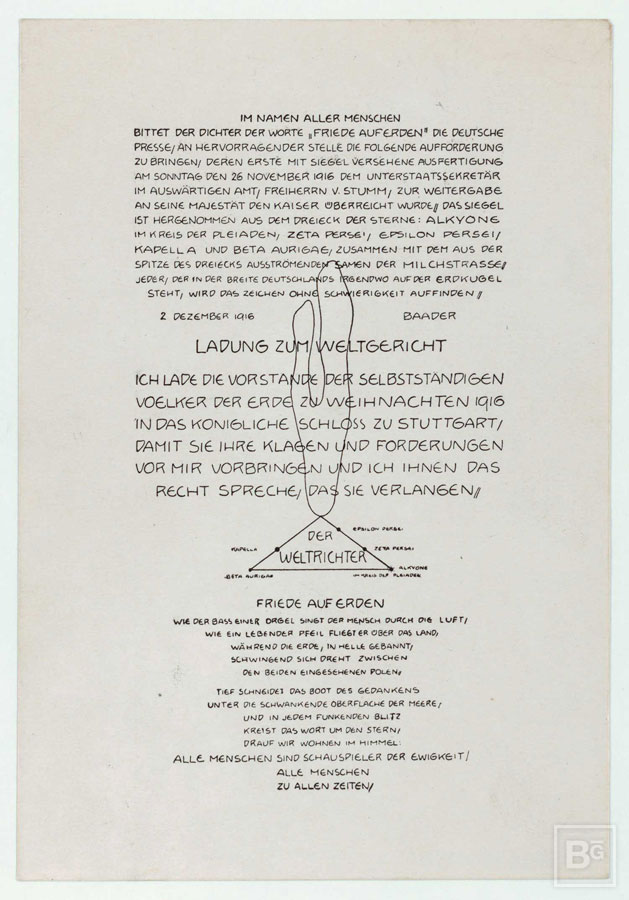 IM NAMEN ALLER MENSCHEN
BITTET DER DICHTER DER WORTE „FRIEDE AUF ERDEN" DIE DEUTSCHE
PRESSE/ AN HERVORRAGENDER STELLE DIE FOLGENDE AUFFORDERUNG
ZU BRINGEN/ DEREN ERSTE MIT SIEGEL VERSEHENE AUSFERTIGUNG
AM SONNTAG DEN 26 NOVEMBER 1916 DEM UNTERSTAATSSEKRETÄR
IM AUSWÄRTIGEN AMT/ FREIHERRN V. STUMM/ ZUR WEITERGABE
AN SEINE MAJESTÄT DEN KAISER ÜBERREICHT WURDE// DAS SIEGEL
IST HERGENOMMEN AUS DEM DREIECK DER STERNE: ALKYONE
IM KREIS DER PLEIADEN/ ZETA PERSEI/ EPSILON PERSEI/
KAPELLA UND BETA AURIGAE/ ZUSAMMEN MIT DEM AUS DER
SPITZE DES DREIECKS AUSSTRÖMENDEN SAMEN DER MILCHSTRASSE//
JEDER/ DER IN DER BREITE DEUTSCHLANDS IRGENDWO AUF DER ERDKUGEL
STEHT/ WIRD DAS ZEICHEN OHNE SCHWIERIGKEIT AUFFINDEN//
2 DEZEMBER 1916 BAADER
LADUNG ZUM WELTGERICHT
ICH LADE DIE VORSTANDE DER SELBSTSTÄNDIGEN
VOELKER DER ERDE ZU WEIHNACHTEN 1916
IN DAS KONIGLICHE SCHLOSS ZU STUTTGART/
DAMIT SIE IHRE KLAGEN UND FORDERUNGEN
VOR MIR VORBRINGEN UND ICH IHNEN DAS
RECHT SPRECHE/ DAS SIE VERLANGEN//
EPSILON PERSEI
DER
KAPELLA ZETA PERSEI
WELTRICHTER
ALKYONE
BETA AURIGAE IM KREIS DER PLEIADEN
FRIEDE AUF ERDEN
WIE DER BASS EINER ORGEL SINGT DER MENSCH DURCH DIE LUFT/
WIE EIN LEBENDER PFEIL FLIEGT ER ÜBER DAS LAND/
WÄHREND DIE ERDE/ IN HELLE GEBANNT/
SCHWINGEND SICH DREHT ZWISCHEN
DEN BEIDEN EINGESEHENEN POLEN//
TIEF SCHNEIDET DAS BOOT DES GEDANKENS
UNTER DIE SCHWANKENDE OBERFLÄCHE DER MEERE/
UND IN JEDEM FUNKENDEN BLITZ
KREIST DAS WORT UM DEN STERN/
DRAUF WIR WOHNEN IM HIMMEL:
ALLE MENSCHEN SIND SCHAUSPIELER DER EWIGKEIT/
ALLE MENSCHEN
ZU ALLEN ZEITEN//
BG